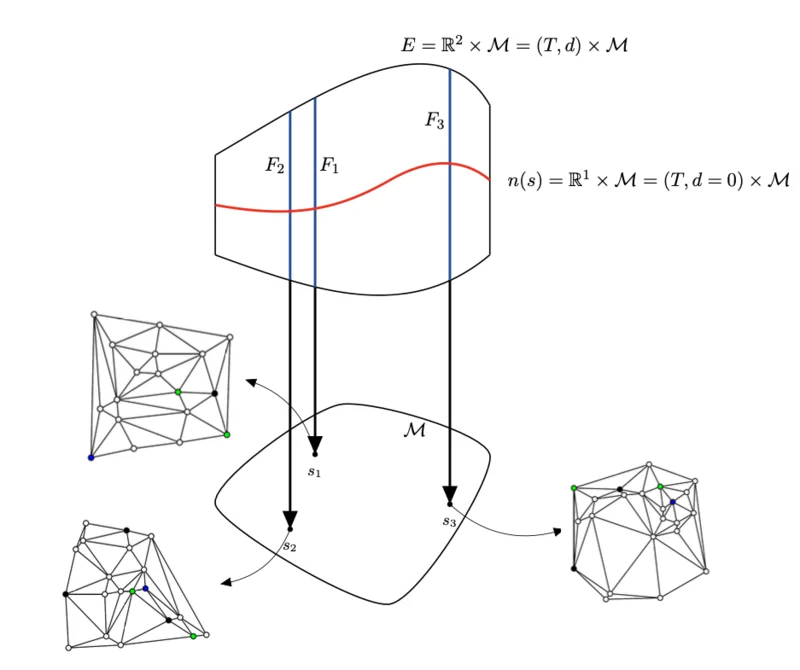 E = ℝ² × ℳ = (T, d) × ℳ
F₃
F₂ F₁
n(s) = ℝ¹ × ℳ = (T, d = 0) × ℳ
ℳ
s₁
s₃
s₂